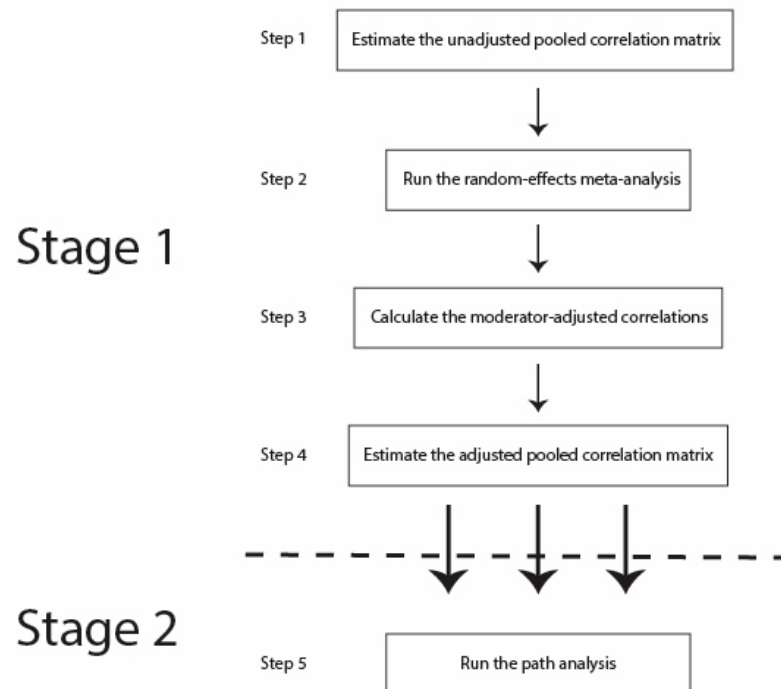 Step 1
Estimate the unadjusted pooled correlation matrix
Step 2
Run the random-effects meta-analysis
Stage 1
Step 3
Calculate the moderator-adjusted correlations
Step 4
Estimate the adjusted pooled correlation matrix
Stage 2
Step 5
Run the path analysis